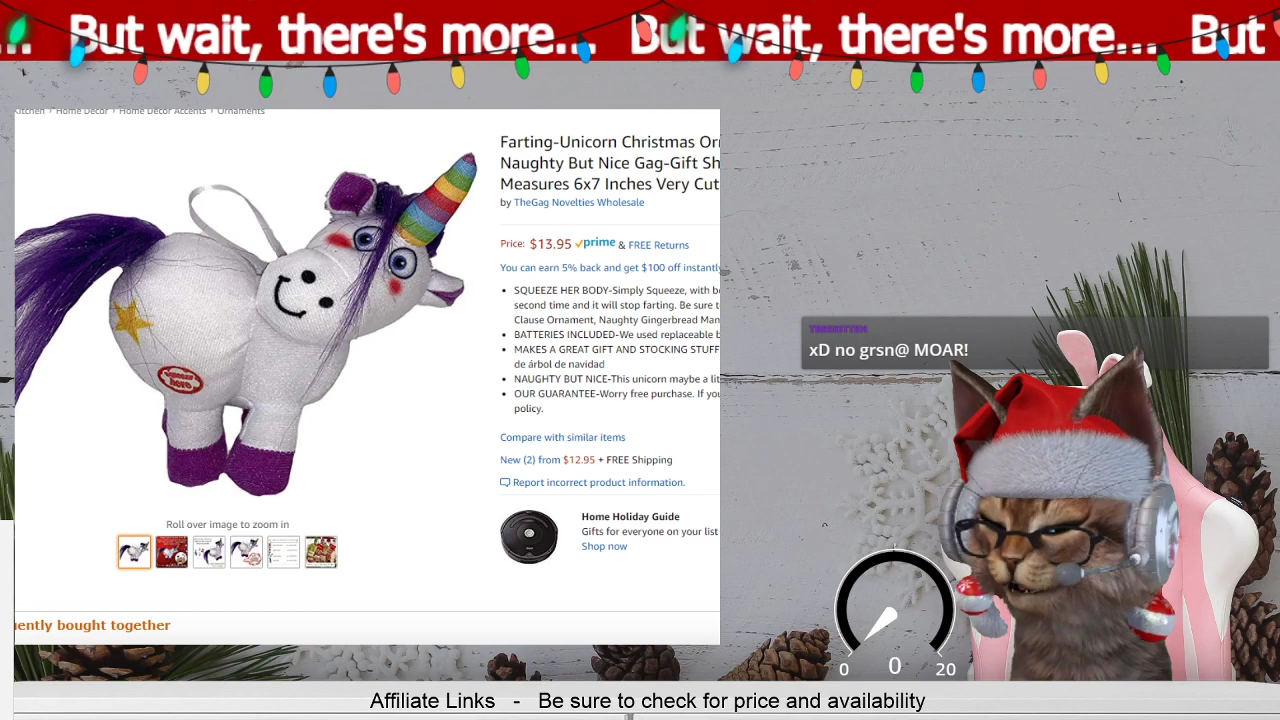 But wait, there's more... But wait, there's more... But
Kitchen › Home Décor › Home Décor Accents › Ornaments
Farting-Unicorn Christmas Or
Naughty But Nice Gag-Gift Sh
Measures 6x7 Inches Very Cut
by TheGag Novelties Wholesale
Price: $13.95 prime & FREE Returns
You can earn 5% back and get $100 off instantly
• SQUEEZE HER BODY-Simply Squeeze, with b
second time and it will stop farting. Be sure t
Clause Ornament, Naughty Gingerbread Man
• BATTERIES INCLUDED-We used replaceable b
• MAKES A GREAT GIFT AND STOCKING STUFF
de árbol de navidad
• NAUGHTY BUT NICE-This unicorn maybe a lit
• OUR GUARANTEE-Worry free purchase. If you
policy.
Compare with similar items
New (2) from $12.95 + FREE Shipping
Report incorrect product information.
Squeeze
here
Roll over image to zoom in
Home Holiday Guide
Gifts for everyone on your list
Shop now
uently bought together
xD no grsn@ MOAR!
0 0 20
Affiliate Links - Be sure to check for price and availability